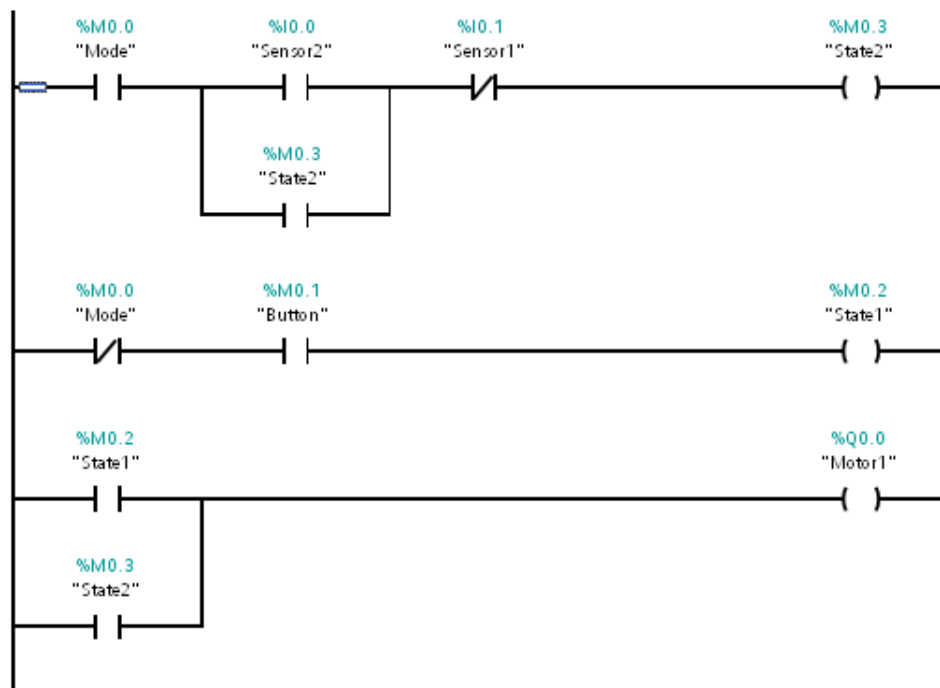 %M0.0 %I0.0 %I0.1 %M0.3
"Mode" "Sensor2" "Sensor1" "State2"
%M0.3
"State2"
%M0.0 %M0.1 %M0.2
"Mode" "Button" "State1"
%M0.2 %Q0.0
"State1" "Motor1"
%M0.3
"State2"